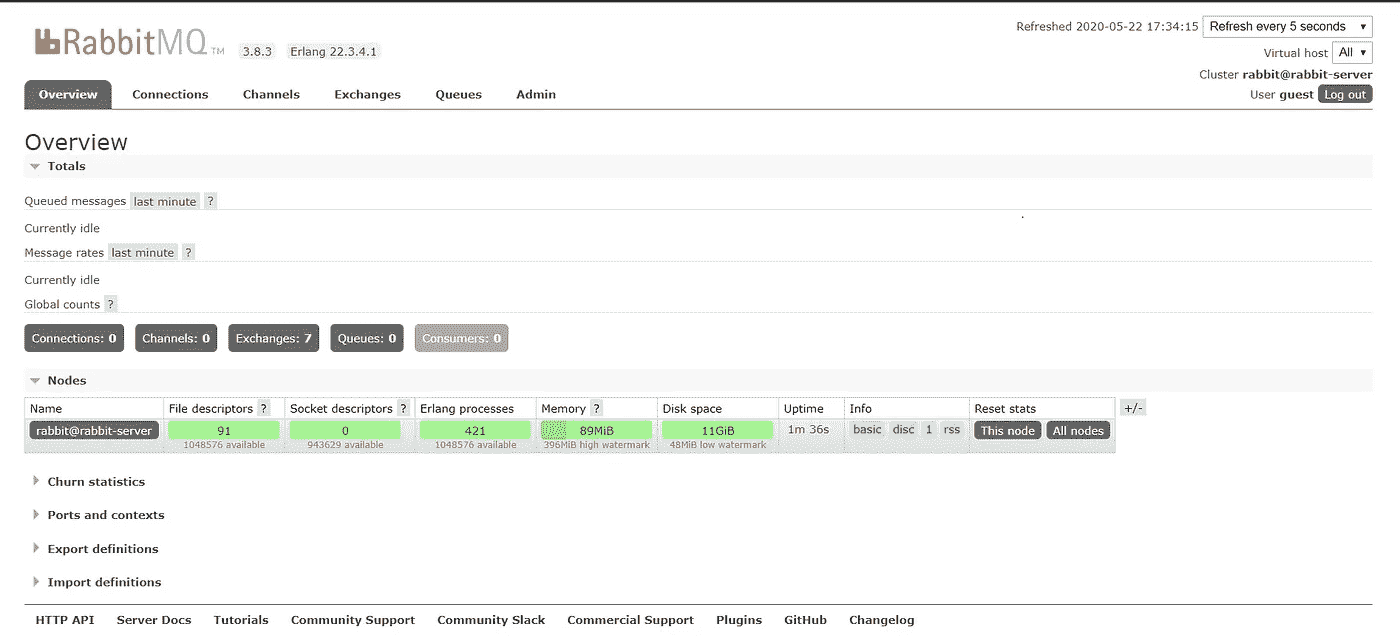 RabbitMQ TM 3.8.3 Erlang 22.3.4.1
Refreshed 2020-05-22 17:34:15 Refresh every 5 seconds
Virtual host All
Cluster rabbit@rabbit-server
User guest Log out
Overview Connections Channels Exchanges Queues Admin
Overview
Totals
Queued messages last minute ?
Currently idle
Message rates last minute ?
Currently idle
Global counts ?
Connections: 0 Channels: 0 Exchanges: 7 Queues: 0 Consumers: 0
Nodes
Name File descriptors ? Socket descriptors ? Erlang processes Memory ? Disk space Uptime Info Reset stats +/-
rabbit@rabbit-server 91 0 421 89MiB 11GiB 1m 36s basic disc 1 rss This node All nodes
1048576 available 943629 available 1048576 available 396MiB high watermark 48MiB low watermark
Churn statistics
Ports and contexts
Export definitions
Import definitions
HTTP API Server Docs Tutorials Community Support Community Slack Commercial Support Plugins GitHub Changelog